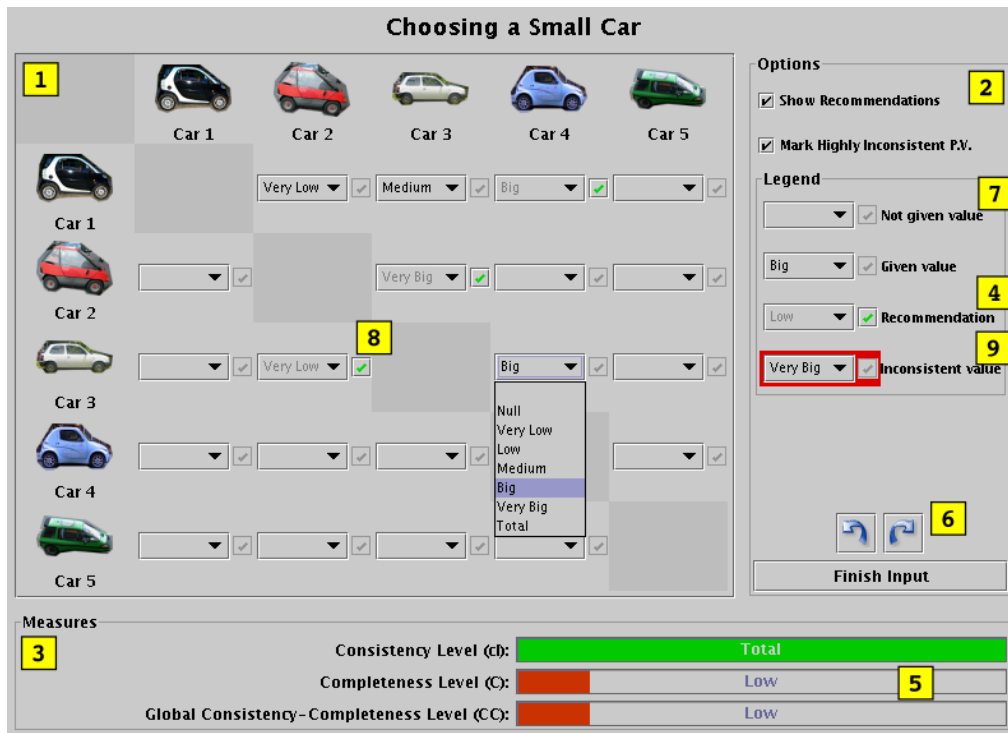 Choosing a Small Car
1
Car 1 Car 2 Car 3 Car 4 Car 5
Car 1 Very Low Medium Big
Car 2 Very Big
8
Car 3 Very Low Big
Null
Very Low
Low
Medium
Big
Very Big
Total
Car 4
Car 5
Options
2
Show Recommendations
Mark Highly Inconsistent P.V.
Legend
7
Not given value
Big Given value
4
Low Recommendation
9
Very Big Inconsistent value
6
Finish Input
Measures
3
Consistency Level (cl): Total
Completeness Level (C): Low
5
Global Consistency-Completeness Level (CC): Low